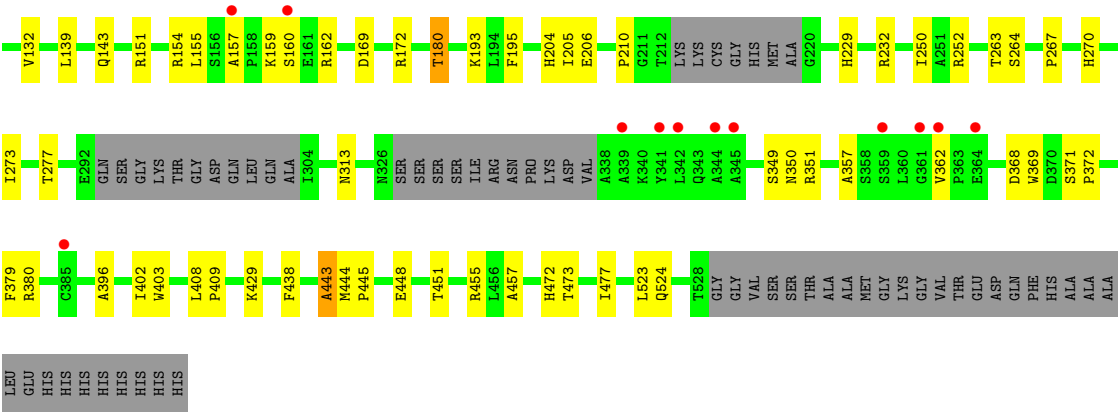 V132 L139 Q143 R151 R154 L155 S156 A157 P158 K159 S160 E161 R162 D169 R172 T180 K193 L194 F195 H204 I205 E206 P210 G211 T212 LYS LYS CYS GLY HIS MET ALA G220 H229 R232 I250 A251 R252 T263 S264 P267 H270
I273 T277 E292 GLN SER GLY LYS THR GLY ASP GLN LEU GLN ALA I304 N313 N326 SER SER SER SER ILE ARG ASN PRO LYS ASP VAL A338 A339 K340 Y341 L342 Q343 A344 A345 S349 N350 R351 A357 S358 S359 L360 G361 V362 P363 E364 D368 W369 D370 S371 P372
F379 R380 C385 A396 I402 W403 L408 P409 K429 F438 A443 M444 P445 E448 T451 R455 L456 A457 H472 T473 I477 L523 Q524 T528 GLY GLY VAL SER SER THR ALA ALA MET GLY LYS GLY VAL THR GLU ASP GLN PHE HIS ALA ALA ALA
LEU GLU HIS HIS HIS HIS HIS HIS HIS HIS